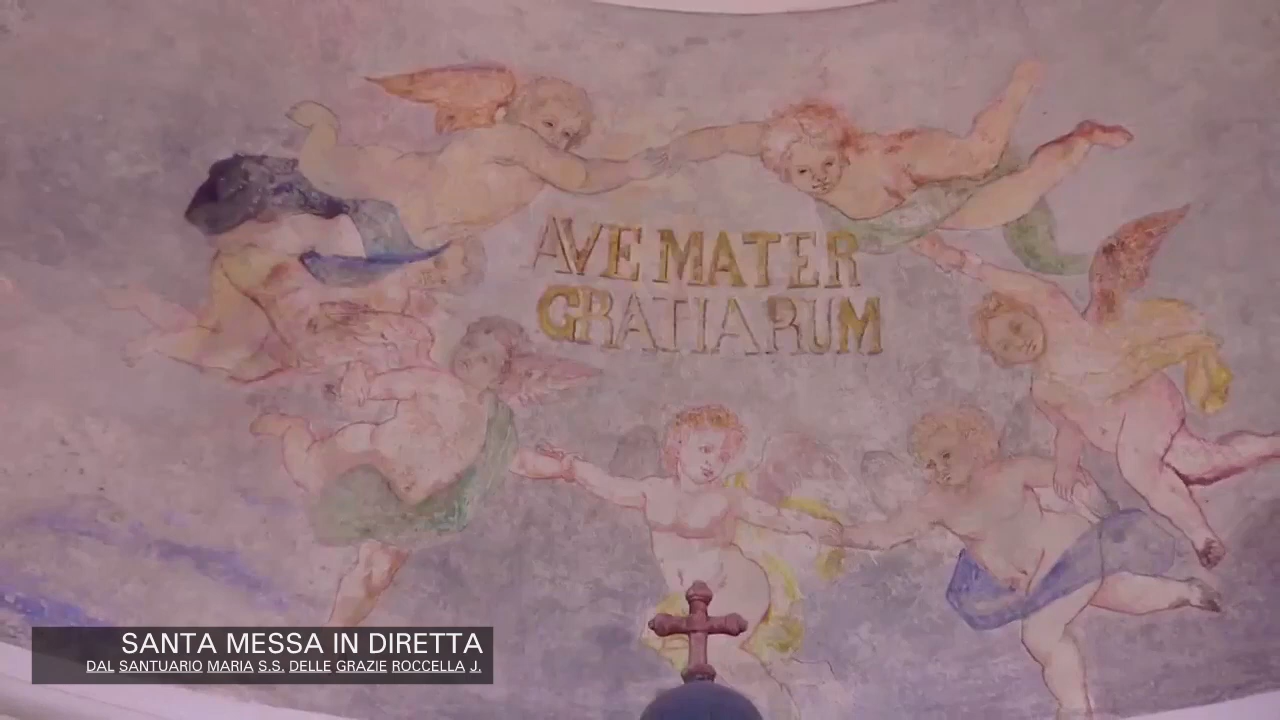 AVE MATER
GRATIARUM
SANTA MESSA IN DIRETTA
DAL SANTUARIO MARIA S.S. DELLE GRAZIE ROCCELLA J.